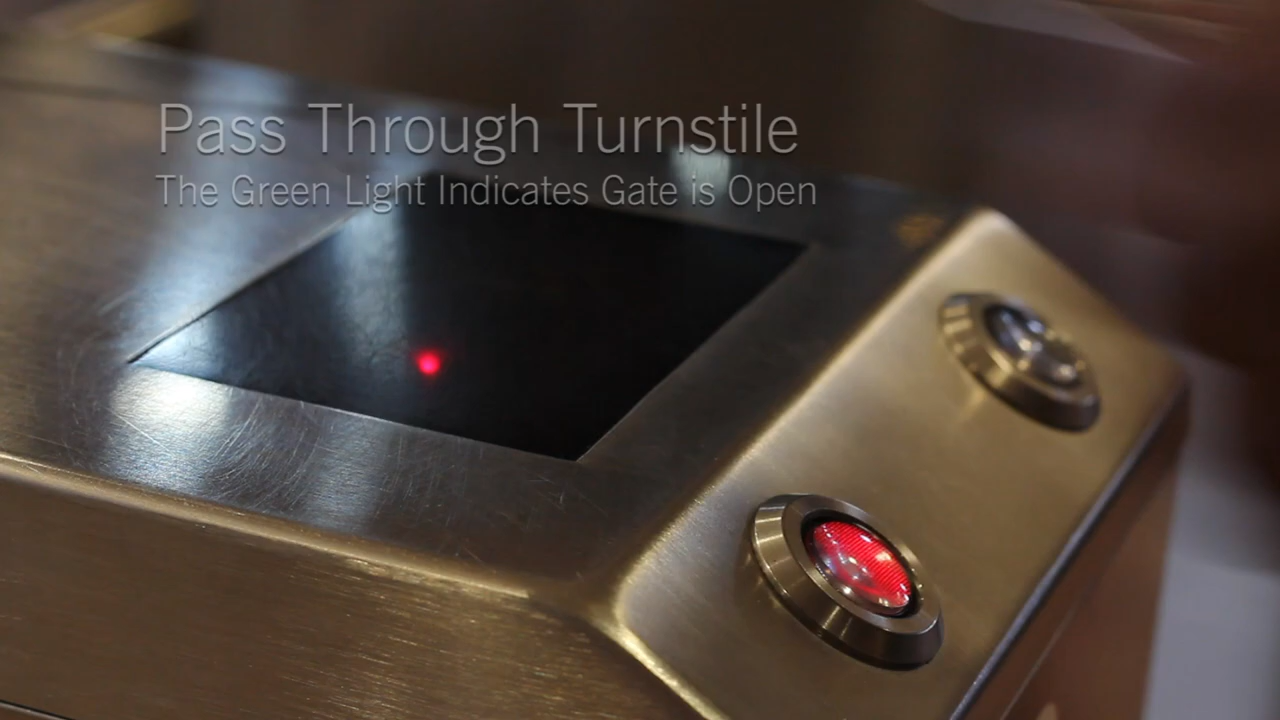 Pass Through Turnstile
The Green Light Indicates Gate is Open